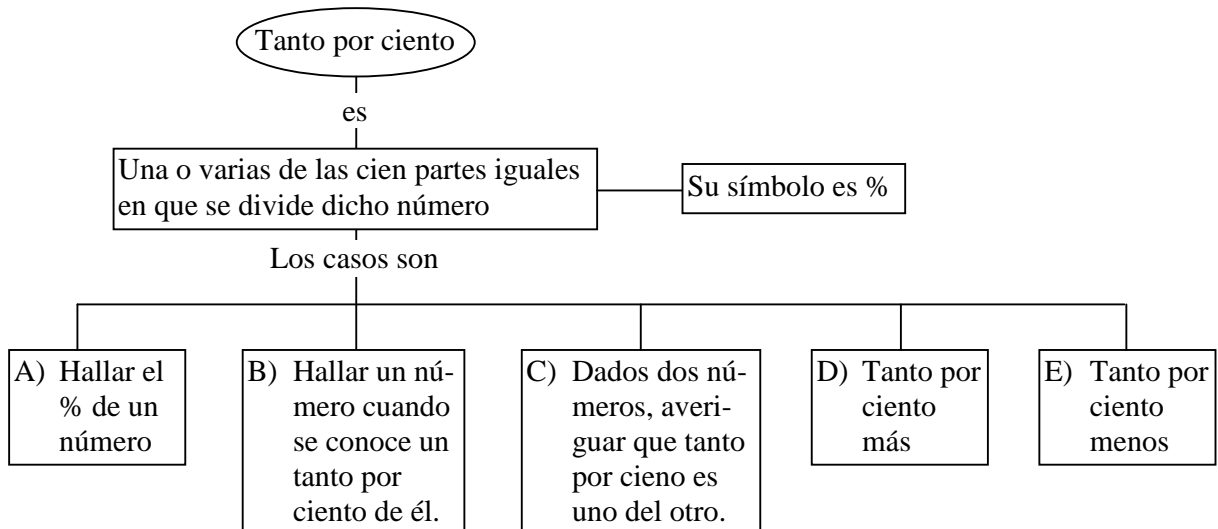 Tanto por ciento
es
Una o varias de las cien partes iguales
en que se divide dicho número
Su símbolo es %
Los casos son
A) Hallar el
% de un
número
B) Hallar un nú-
mero cuando
se conoce un
tanto por
ciento de él.
C) Dados dos nú-
meros, averi-
guar que tanto
por cieno es
uno del otro.
D) Tanto por
ciento
más
E) Tanto por
ciento
menos